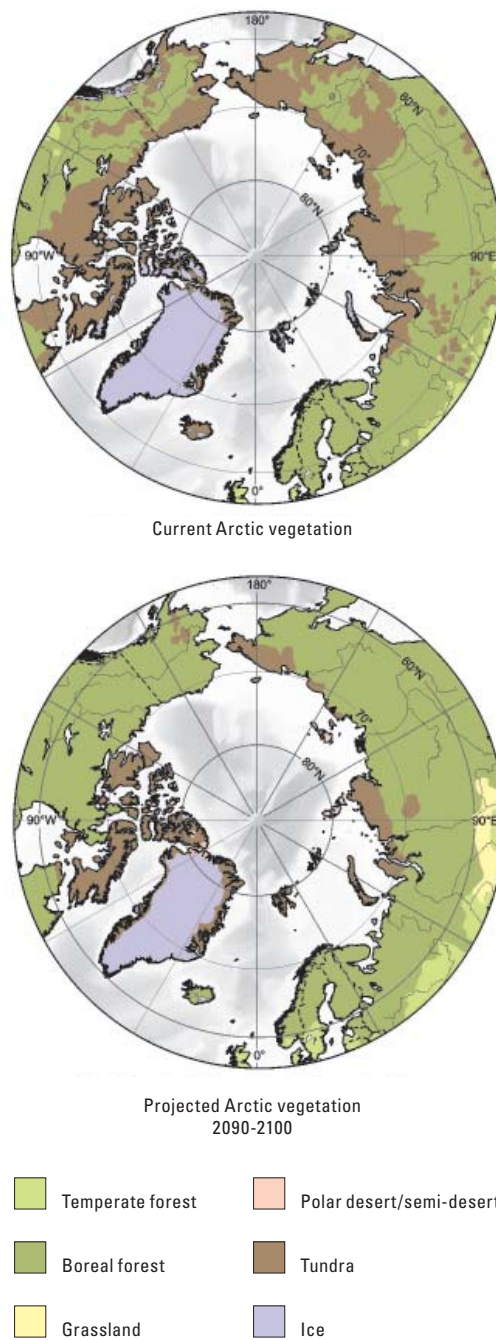 180°
60°N
70°
80°N
90°W
90°E
0°
Current Arctic vegetation
180°
60°N
70°
80°N
90°W
90°E
0°
Projected Arctic vegetation
2090-2100
Temperate forest
Polar desert/semi-desert
Boreal forest
Tundra
Grassland
Ice